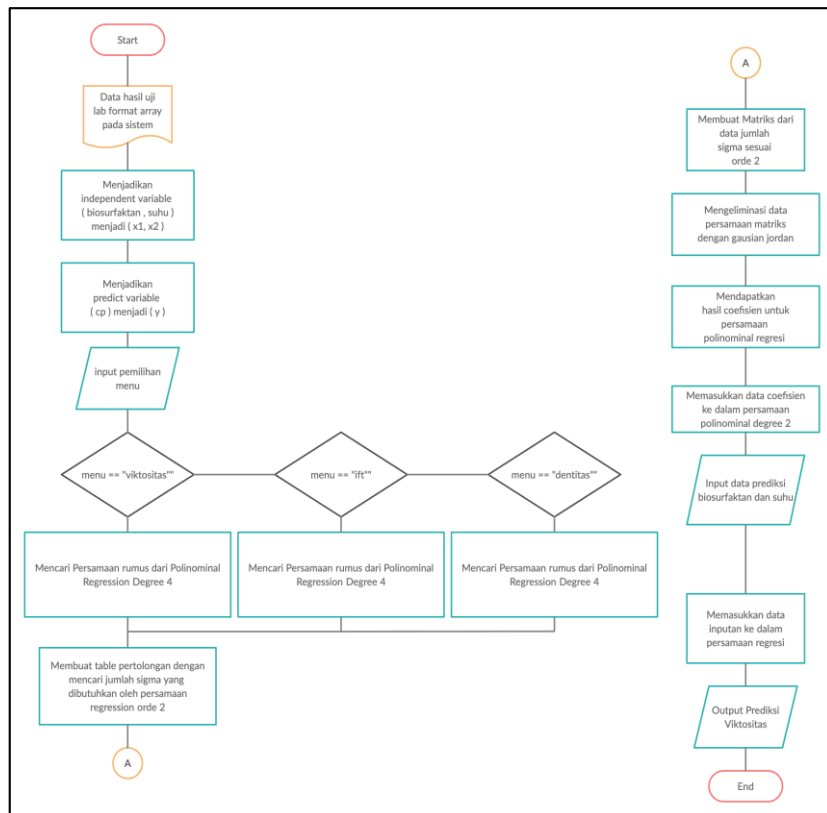 Start
Data hasil uji
lab format array
pada sistem
Menjadikan
independent variable
( biosurfaktan , suhu )
menjadi ( x1, x2 )
Menjadikan
predict variable
( cp ) menjadi ( y )
input pemilihan
menu
menu == "viktositas""
menu == "ift""
menu == "dentitas""
Mencari Persamaan rumus dari Polinominal
Regression Degree 4
Mencari Persamaan rumus dari Polinominal
Regression Degree 4
Mencari Persamaan rumus dari Polinominal
Regression Degree 4
Membuat table pertolongan dengan
mencari jumlah sigma yang
dibutuhkan oleh persamaan
regression orde 2
A
A
Membuat Matriks dari
data jumlah
sigma sesuai
orde 2
Mengeliminasi data
persamaan matriks
dengan gausian jordan
Mendapatkan
hasil coefisien untuk
persamaan
polinominal regresi
Memasukkan data coefisien
ke dalam persamaan
polinominal degree 2
Input data prediksi
biosurfaktan dan suhu
Memasukkan data
inputan ke dalam
persamaan regresi
Output Prediksi
Viktositas
End